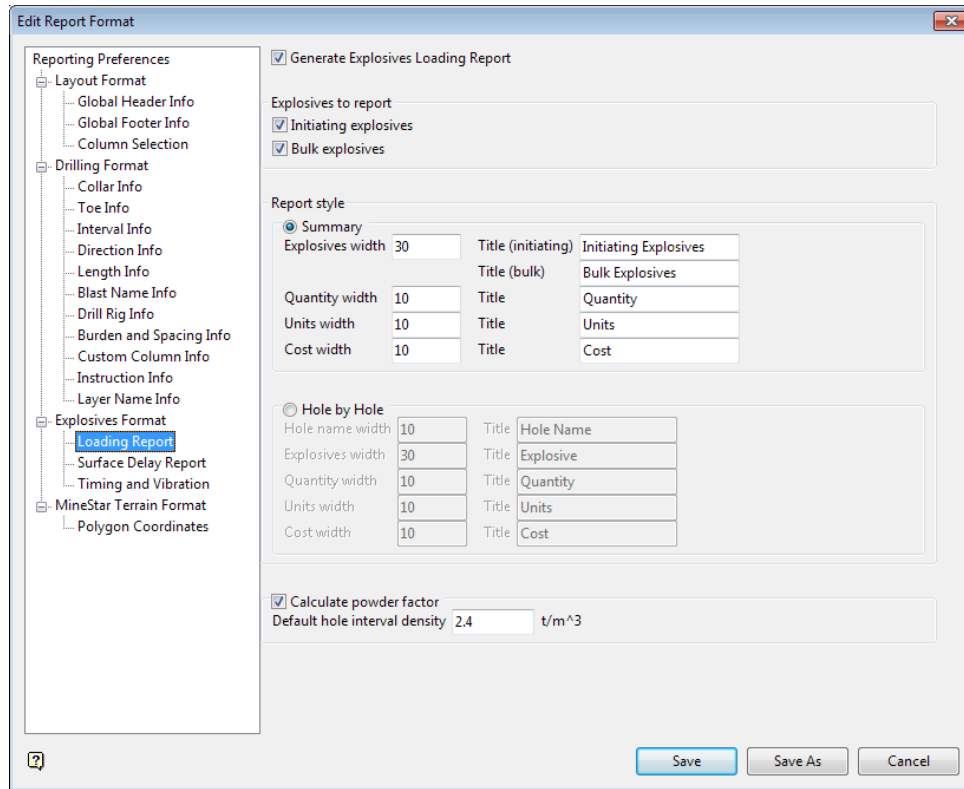 Edit Report Format
Reporting Preferences
Layout Format
Global Header Info
Global Footer Info
Column Selection
Drilling Format
Collar Info
Toe Info
Interval Info
Direction Info
Length Info
Blast Name Info
Drill Rig Info
Burden and Spacing Info
Custom Column Info
Instruction Info
Layer Name Info
Explosives Format
Loading Report
Surface Delay Report
Timing and Vibration
MineStar Terrain Format
Polygon Coordinates
Generate Explosives Loading Report
Explosives to report
Initiating explosives
Bulk explosives
Report style
Summary
Explosives width 30 Title (initiating) Initiating Explosives
Title (bulk) Bulk Explosives
Quantity width 10 Title Quantity
Units width 10 Title Units
Cost width 10 Title Cost
Hole by Hole
Hole name width 10 Title Hole Name
Explosives width 30 Title Explosive
Quantity width 10 Title Quantity
Units width 10 Title Units
Cost width 10 Title Cost
Calculate powder factor
Default hole interval density 2.4 t/m^3
Save Save As Cancel